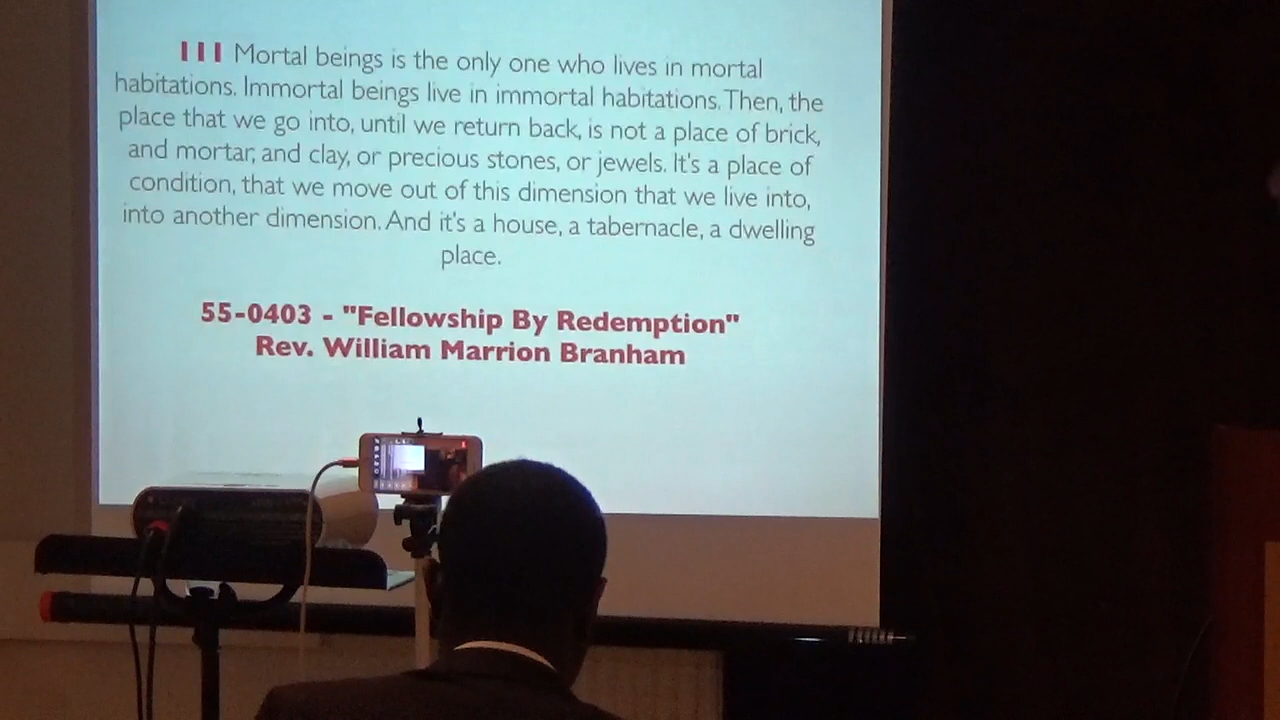 111 Mortal beings is the only one who lives in mortal
habitations. Immortal beings live in immortal habitations. Then, the
place that we go into, until we return back, is not a place of brick,
and mortar, and clay, or precious stones, or jewels. It's a place of
condition, that we move out of this dimension that we live into,
into another dimension. And it's a house, a tabernacle, a dwelling
place.
55-0403 - "Fellowship By Redemption"
Rev. William Marrion Branham